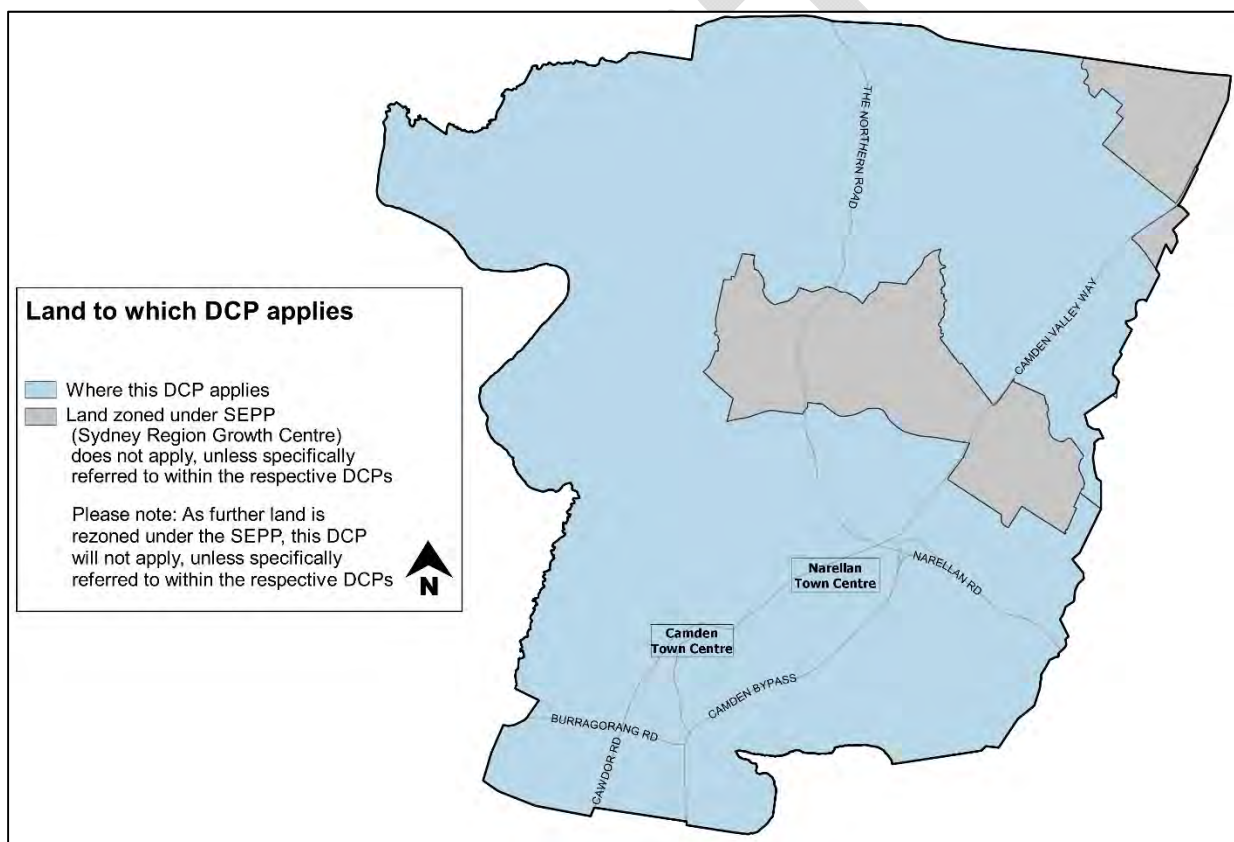 THE NORTHERN ROAD
CAMDEN VALLEY WAY
Land to which DCP applies
Where this DCP applies
Land zoned under SEPP
(Sydney Region Growth Centre)
does not apply, unless specifically
referred to within the respective DCPs
Please note: As further land is
rezoned under the SEPP, this DCP
will not apply, unless specifically
referred to within the respective DCPs
N
Narellan
Town Centre
NARELLAN RD
Camden
Town Centre
CAMDEN BYPASS
BURRAGORANG RD
CAWDOR RD